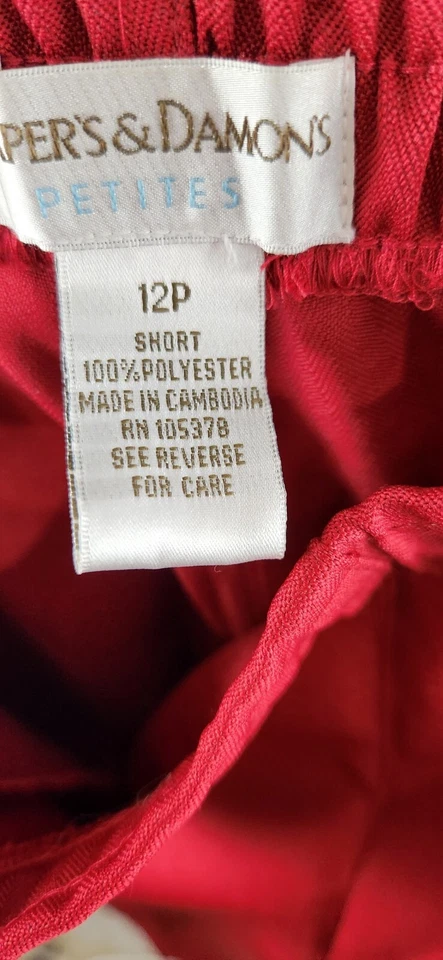 PER'S & DAMON'S
PETITES
12P
SHORT
100% POLYESTER
MADE IN CAMBODIA
RN 105378
SEE REVERSE
FOR CARE